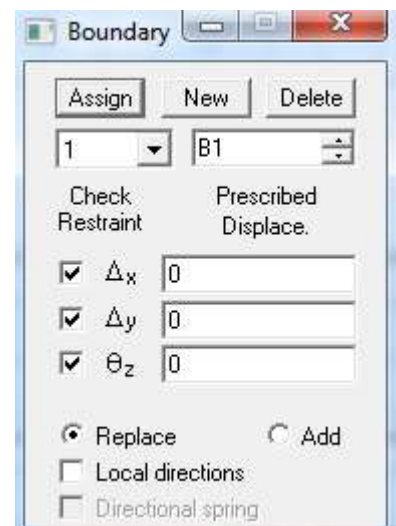 Boundary
Assign New Delete
1 B1
Check Prescribed
Restraint Displace.
Δx 0
Δy 0
θz 0
Replace Add
Local directions
Directional spring